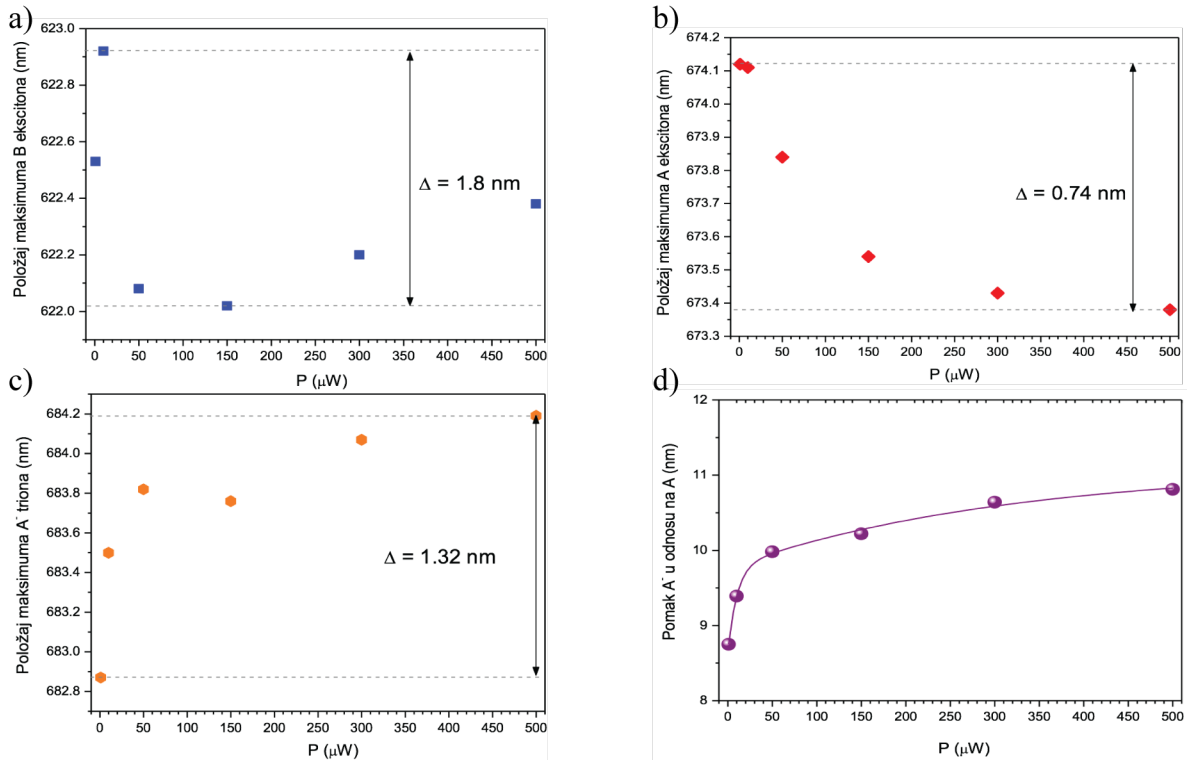 a)
623.0
622.8
622.6
622.4
622.2
622.0
Položaj maksimuma B ekscitona (nm)
Δ = 1.8 nm
0 50 100 150 200 250 300 350 400 450 500
P (μW)
b)
674.2
674.1
674.0
673.9
673.8
673.7
673.6
673.5
673.4
673.3
Položaj maksimuma A ekscitona (nm)
Δ = 0.74 nm
0 50 100 150 200 250 300 350 400 450 500
P (μW)
c)
684.2
684.0
683.8
683.6
683.4
683.2
683.0
682.8
Položaj maksimuma A⁻ triona (nm)
Δ = 1.32 nm
0 50 100 150 200 250 300 350 400 450 500
P (μW)
d)
12
11
10
9
8
Pomak A⁻ u odnosu na A (nm)
0 50 100 150 200 250 300 350 400 450 500
P (μW)